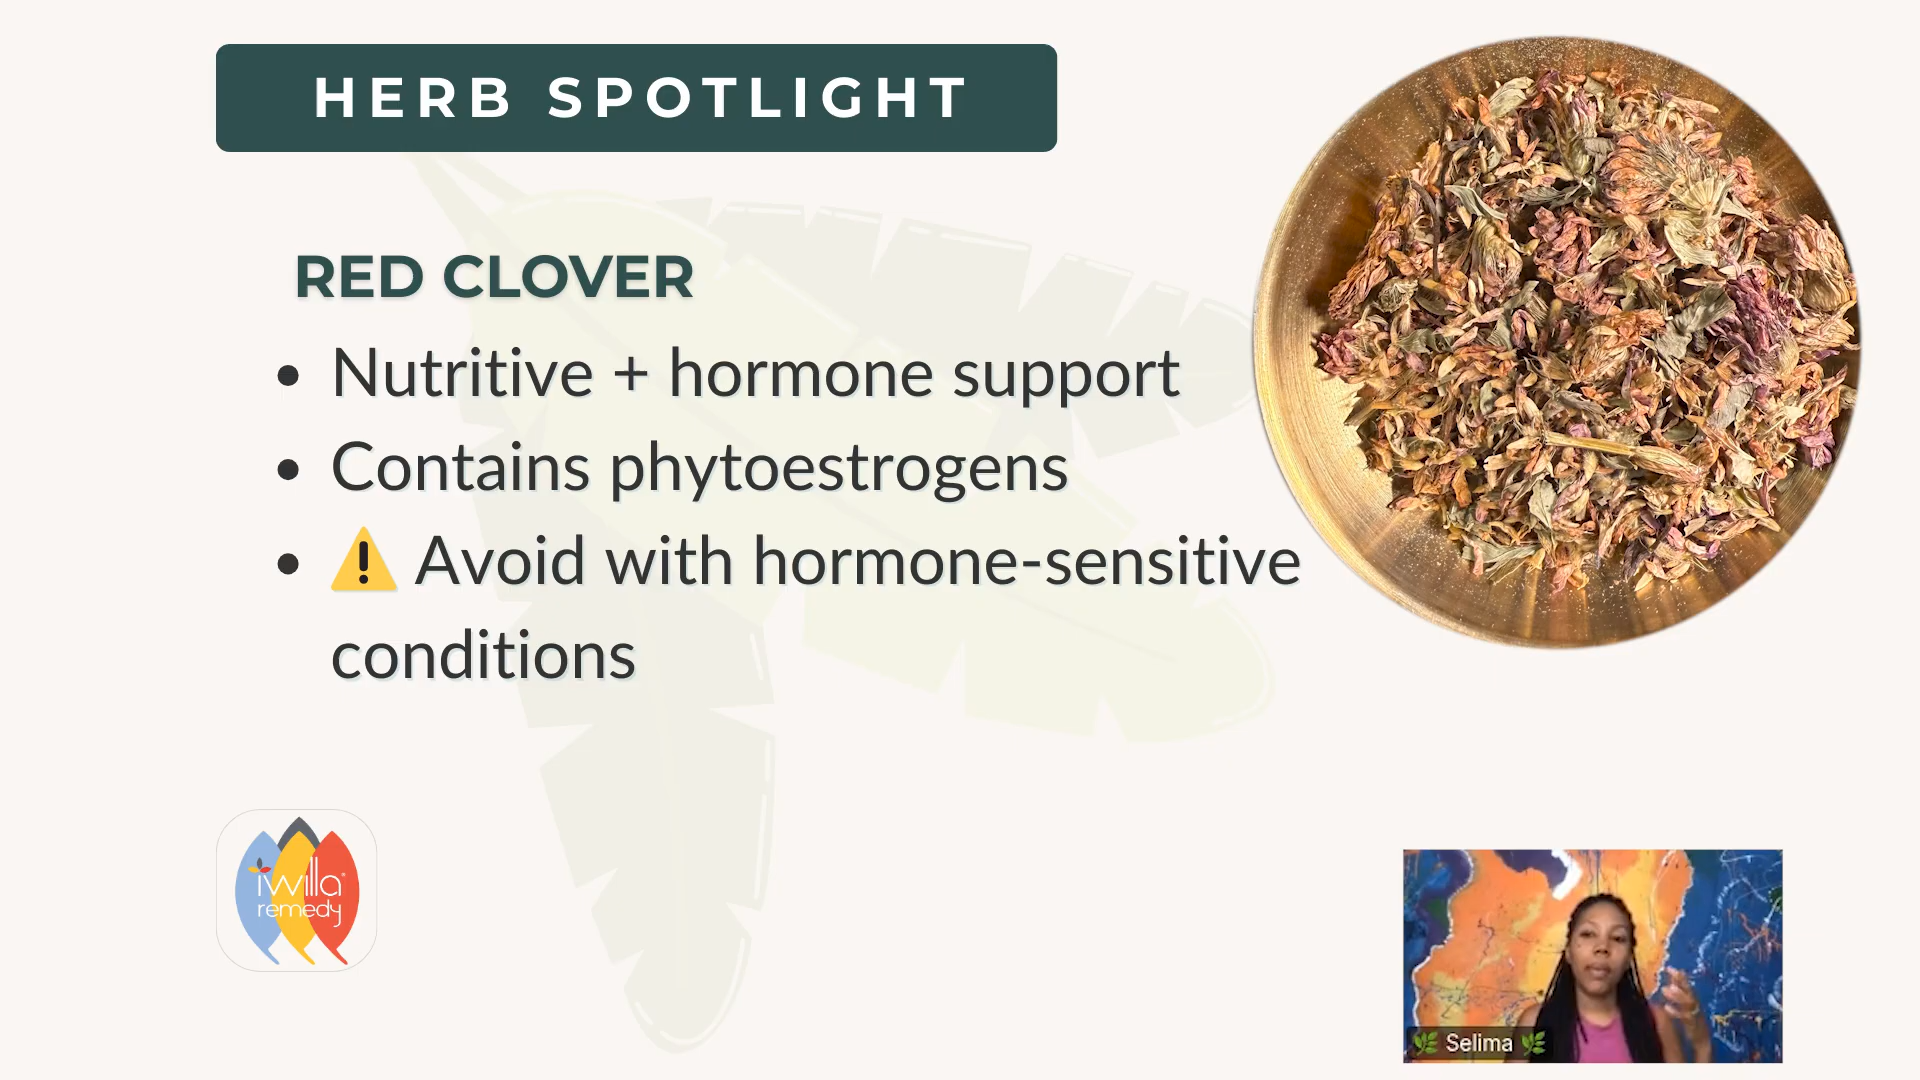 HERB SPOTLIGHT
RED CLOVER
• Nutritive + hormone support
• Contains phytoestrogens
• ⚠️ Avoid with hormone-sensitive
conditions
iwilla®
remedy
🌿 Selima 🌿